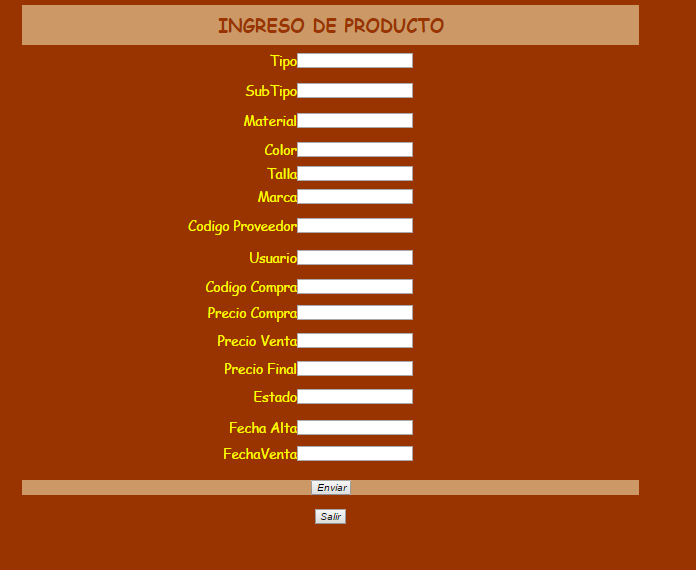 INGRESO DE PRODUCTO
Tipo
SubTipo
Material
Color
Talla
Marca
Codigo Proveedor
Usuario
Codigo Compra
Precio Compra
Precio Venta
Precio Final
Estado
Fecha Alta
FechaVenta
Enviar
Salir